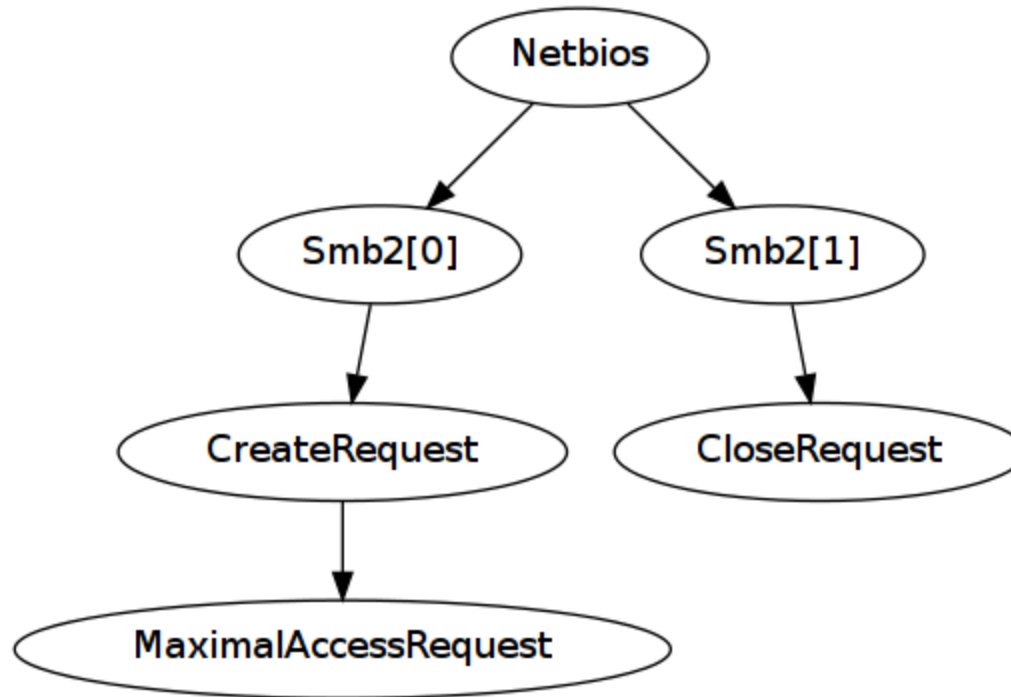 Netbios
Smb2[0]
Smb2[1]
CreateRequest
CloseRequest
MaximalAccessRequest